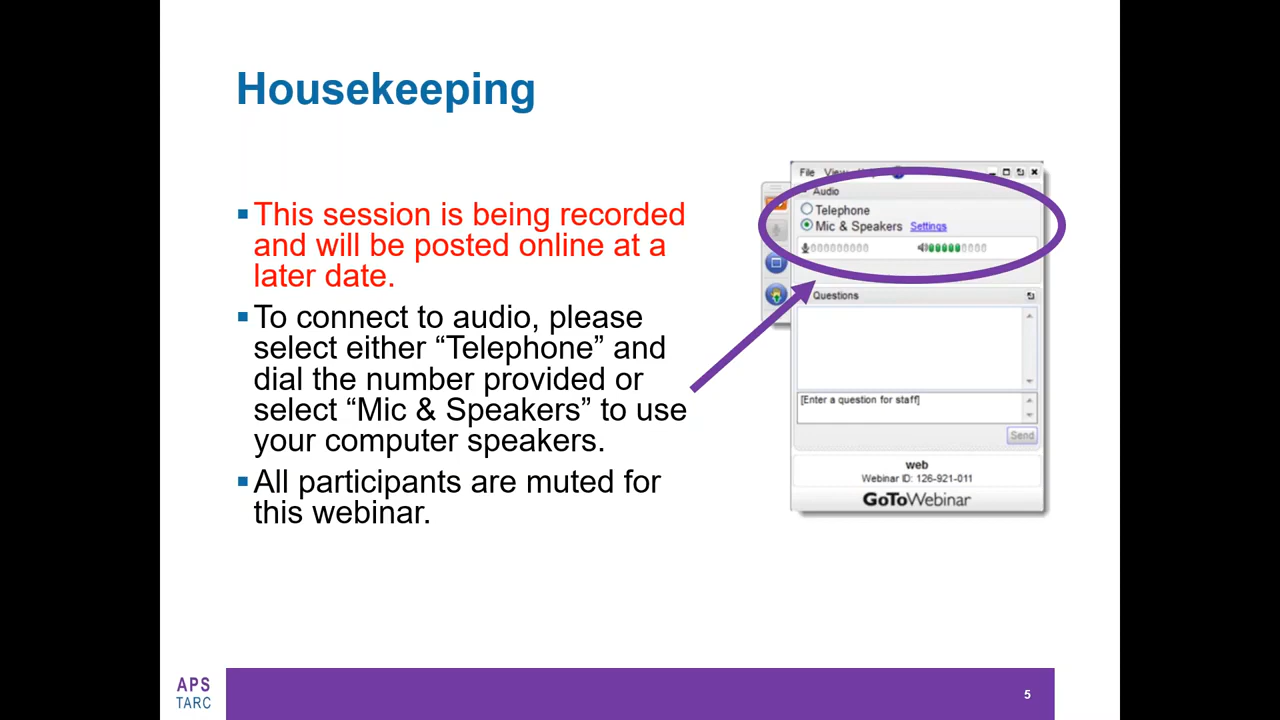 Housekeeping
▪ This session is being recorded
and will be posted online at a
later date.
▪ To connect to audio, please
select either “Telephone” and
dial the number provided or
select “Mic & Speakers” to use
your computer speakers.
▪ All participants are muted for
this webinar.
File View
Audio
Telephone
Mic & Speakers Settings
Questions
[Enter a question for staff]
Send
web
Webinar ID: 126-921-011
GoToWebinar
APS
TARC
5